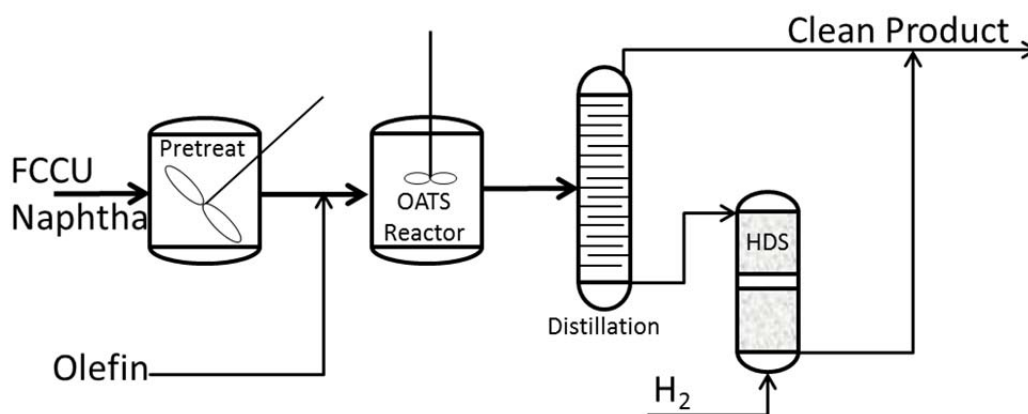 Clean Product
Pretreat
FCCU
Naphtha
OATS
Reactor
HDS
Distillation
Olefin
H₂